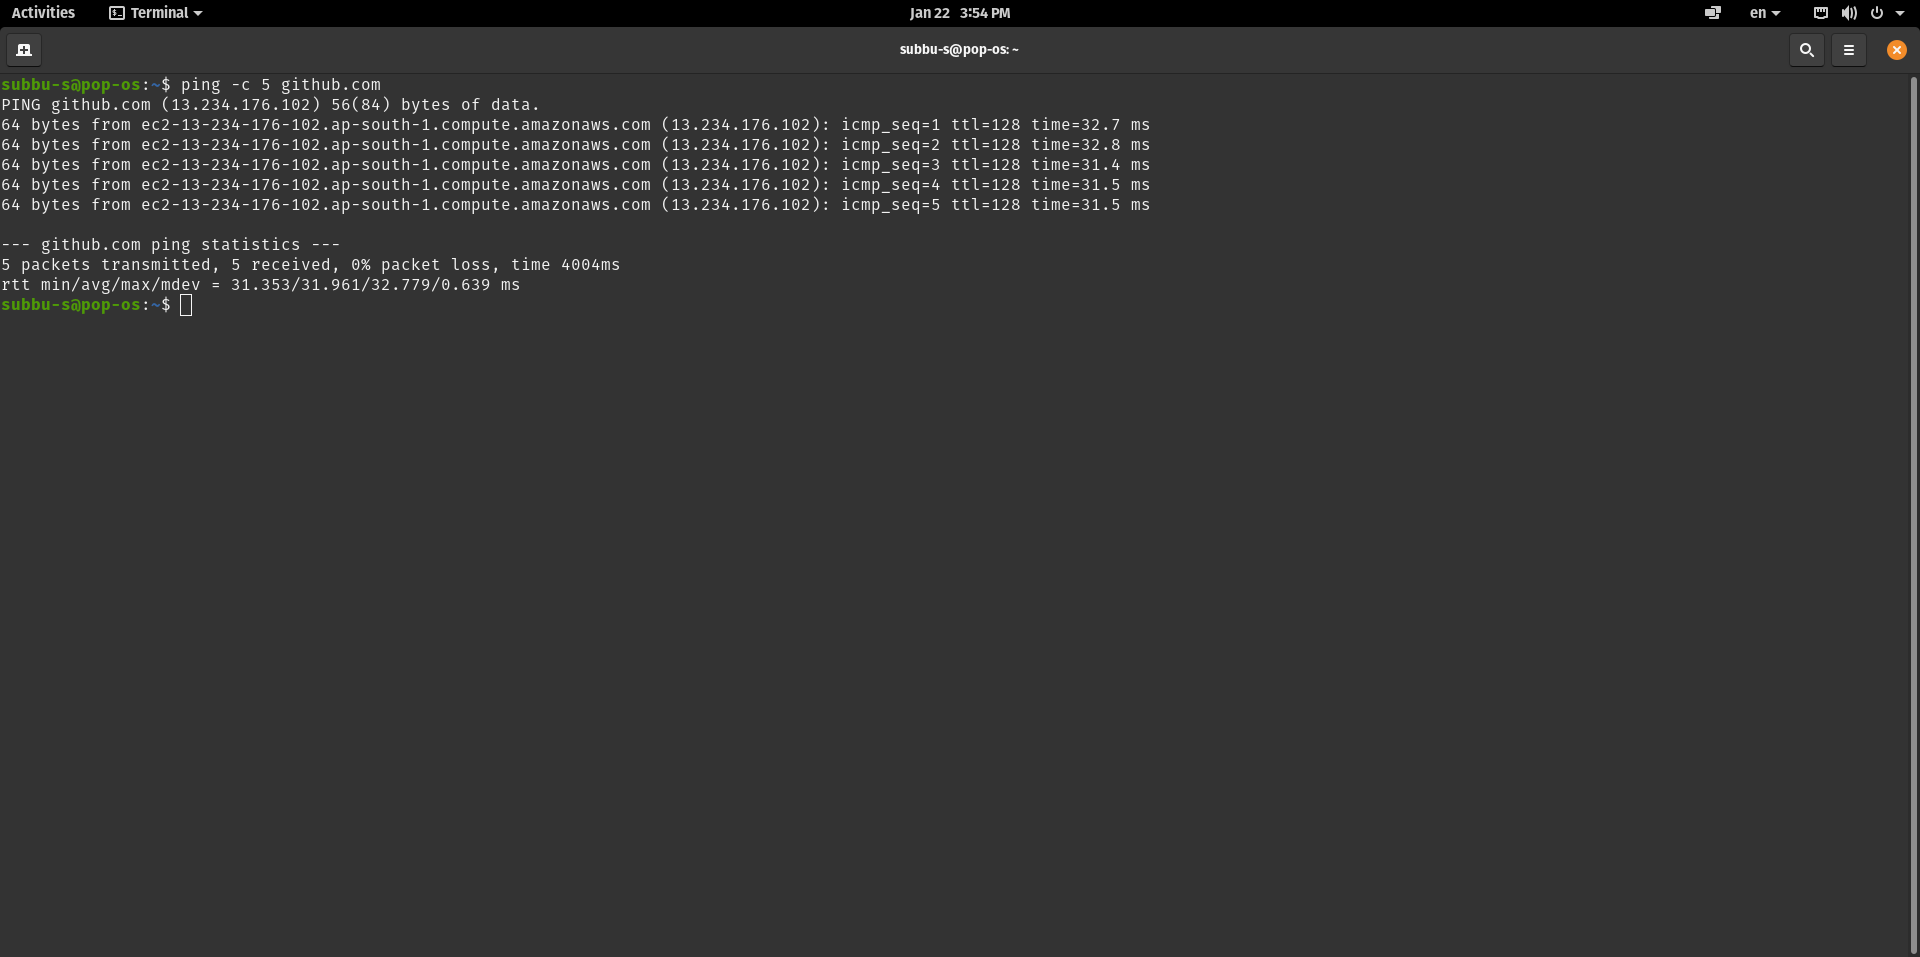 Activities Terminal Jan 22 3:54 PM en
subbu-s@pop-os: ~
subbu-s@pop-os:~$ ping -c 5 github.com
PING github.com (13.234.176.102) 56(84) bytes of data.
64 bytes from ec2-13-234-176-102.ap-south-1.compute.amazonaws.com (13.234.176.102): icmp_seq=1 ttl=128 time=32.7 ms
64 bytes from ec2-13-234-176-102.ap-south-1.compute.amazonaws.com (13.234.176.102): icmp_seq=2 ttl=128 time=32.8 ms
64 bytes from ec2-13-234-176-102.ap-south-1.compute.amazonaws.com (13.234.176.102): icmp_seq=3 ttl=128 time=31.4 ms
64 bytes from ec2-13-234-176-102.ap-south-1.compute.amazonaws.com (13.234.176.102): icmp_seq=4 ttl=128 time=31.5 ms
64 bytes from ec2-13-234-176-102.ap-south-1.compute.amazonaws.com (13.234.176.102): icmp_seq=5 ttl=128 time=31.5 ms
--- github.com ping statistics ---
5 packets transmitted, 5 received, 0% packet loss, time 4004ms
rtt min/avg/max/mdev = 31.353/31.961/32.779/0.639 ms
subbu-s@pop-os:~$